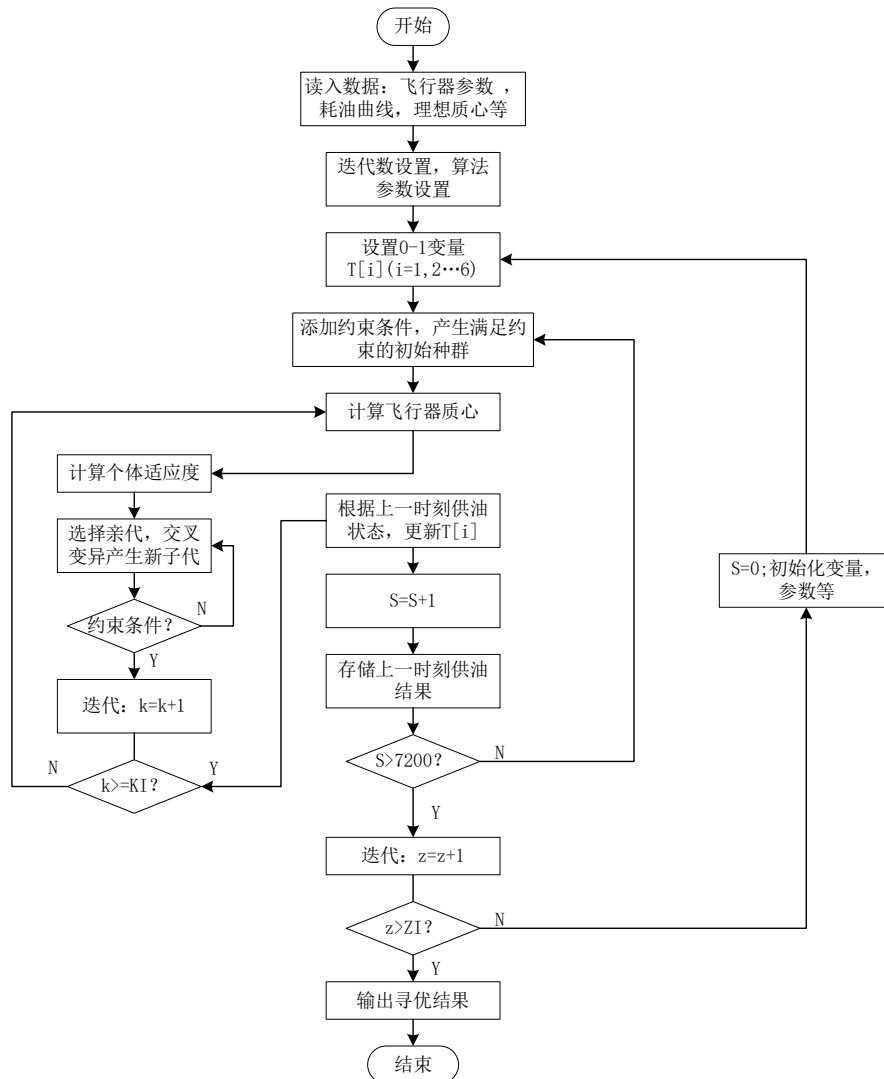 开始
读入数据：飞行器参数 ，
耗油曲线，理想质心等
迭代数设置，算法
参数设置
设置0-1变量
T[i](i=1,2…6)
添加约束条件，产生满足约
束的初始种群
计算飞行器质心
计算个体适应度
选择亲代，交叉
变异产生新子代
约束条件？
N
Y
迭代：k=k+1
k>=KI？
N
Y
根据上一时刻供油
状态，更新T[i]
S=S+1
存储上一时刻供油
结果
S>7200？
N
Y
迭代：z=z+1
z>ZI？
N
Y
S=0;初始化变量，
参数等
输出寻优结果
结束